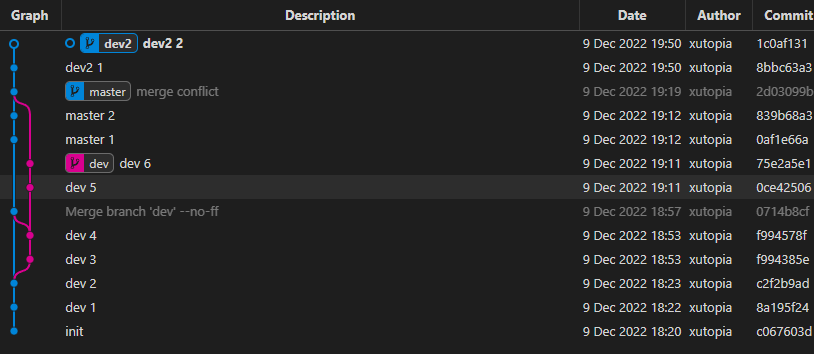 Graph Description Date Author Commit
dev2 dev2 2 9 Dec 2022 19:50 xutopia 1c0af131
dev2 1 9 Dec 2022 19:50 xutopia 8bbc63a3
master merge conflict 9 Dec 2022 19:19 xutopia 2d03099b
master 2 9 Dec 2022 19:12 xutopia 839b68a3
master 1 9 Dec 2022 19:12 xutopia 0af1e66a
dev dev 6 9 Dec 2022 19:11 xutopia 75e2a5e1
dev 5 9 Dec 2022 19:11 xutopia 0ce42506
Merge branch 'dev' --no-ff 9 Dec 2022 18:57 xutopia 0714b8cf
dev 4 9 Dec 2022 18:53 xutopia f994578f
dev 3 9 Dec 2022 18:53 xutopia f994385e
dev 2 9 Dec 2022 18:23 xutopia c2f2b9ad
dev 1 9 Dec 2022 18:22 xutopia 8a195f24
init 9 Dec 2022 18:20 xutopia c067603d